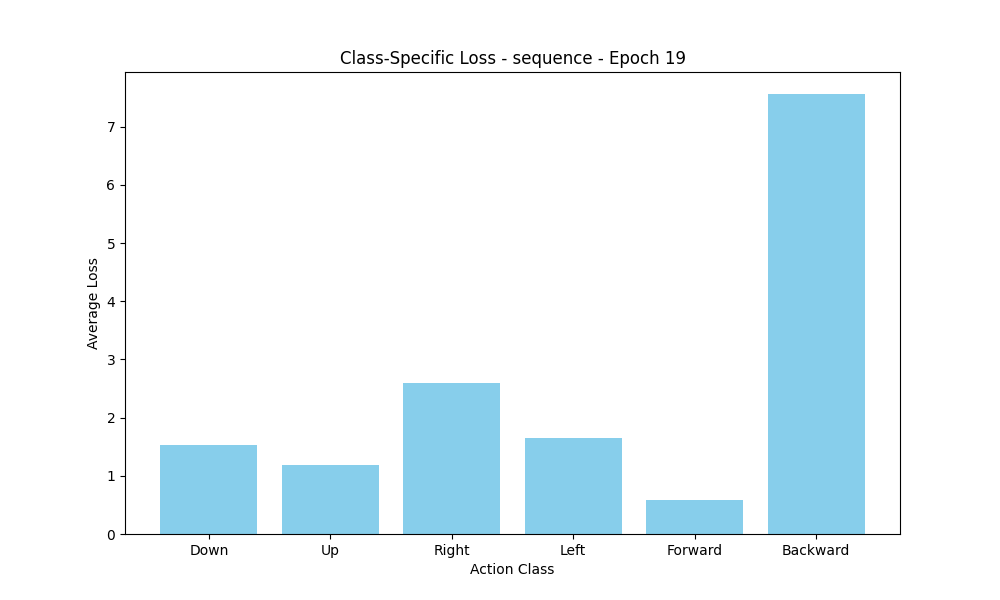 Class-Specific Loss - sequence - Epoch 19
Average Loss
7
6
5
4
3
2
1
0
Down Up Right Left Forward Backward
Action Class